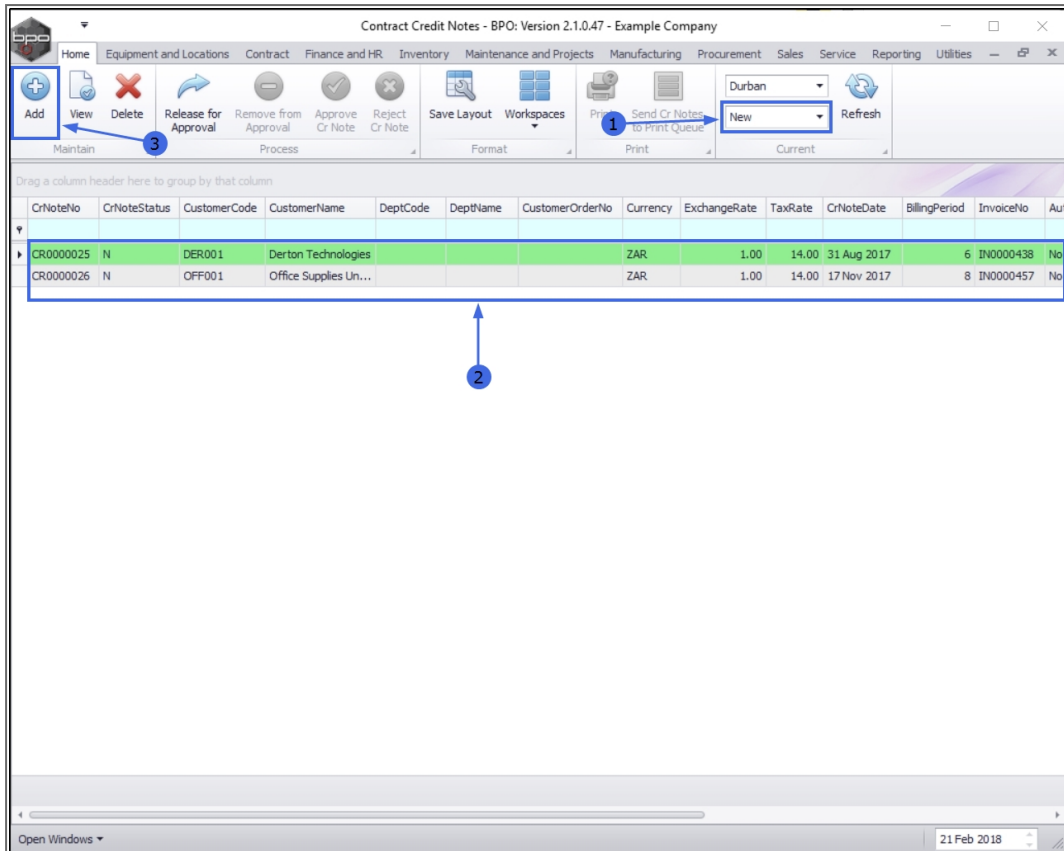 Contract Credit Notes - BPO: Version 2.1.0.47 - Example Company
bpo
Home Equipment and Locations Contract Finance and HR Inventory Maintenance and Projects Manufacturing Procurement Sales Service Reporting Utilities
Add View Delete Release for Approval Remove from Approval Approve Cr Note Reject Cr Note Save Layout Workspaces Print Send Cr Notes to Print Queue Durban New Refresh
1
3
Maintain Process Format Print Current
Drag a column header here to group by that column
CrNoteNo CrNoteStatus CustomerCode CustomerName DeptCode DeptName CustomerOrderNo Currency ExchangeRate TaxRate CrNoteDate BillingPeriod InvoiceNo Au
CR0000025 N DER001 Derton Technologies ZAR 1.00 14.00 31 Aug 2017 6 IN0000438 No
CR0000026 N OFF001 Office Supplies Un... ZAR 1.00 14.00 17 Nov 2017 8 IN0000457 No
2
Open Windows 21 Feb 2018